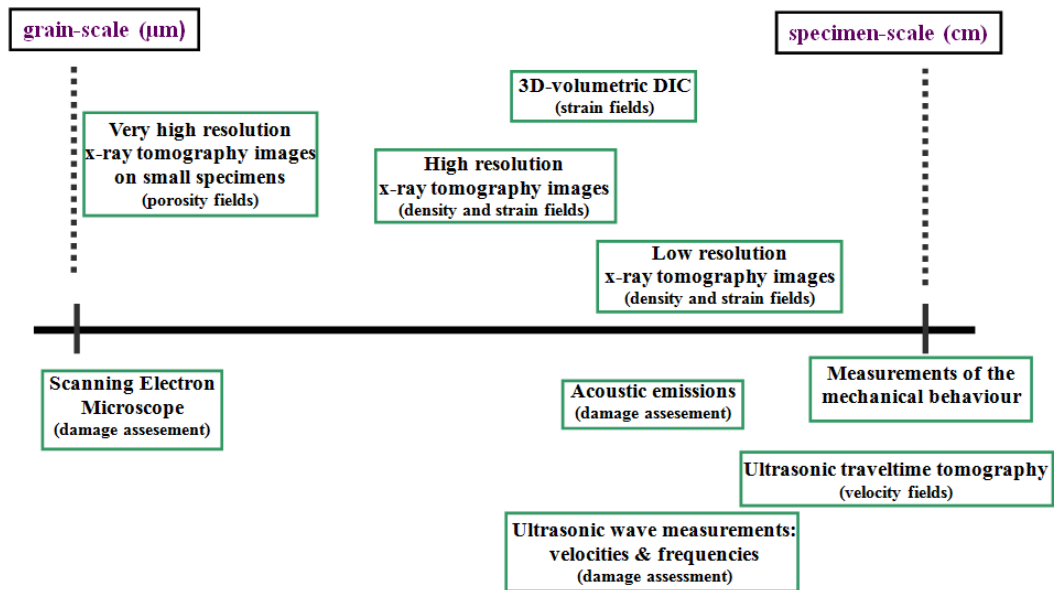 grain-scale (µm)
specimen-scale (cm)
3D-volumetric DIC
(strain fields)
Very high resolution
x-ray tomography images
on small specimens
(porosity fields)
High resolution
x-ray tomography images
(density and strain fields)
Low resolution
x-ray tomography images
(density and strain fields)
Scanning Electron
Microscope
(damage assesement)
Acoustic emissions
(damage assesement)
Measurements of the
mechanical behaviour
Ultrasonic traveltime tomography
(velocity fields)
Ultrasonic wave measurements:
velocities & frequencies
(damage assessment)